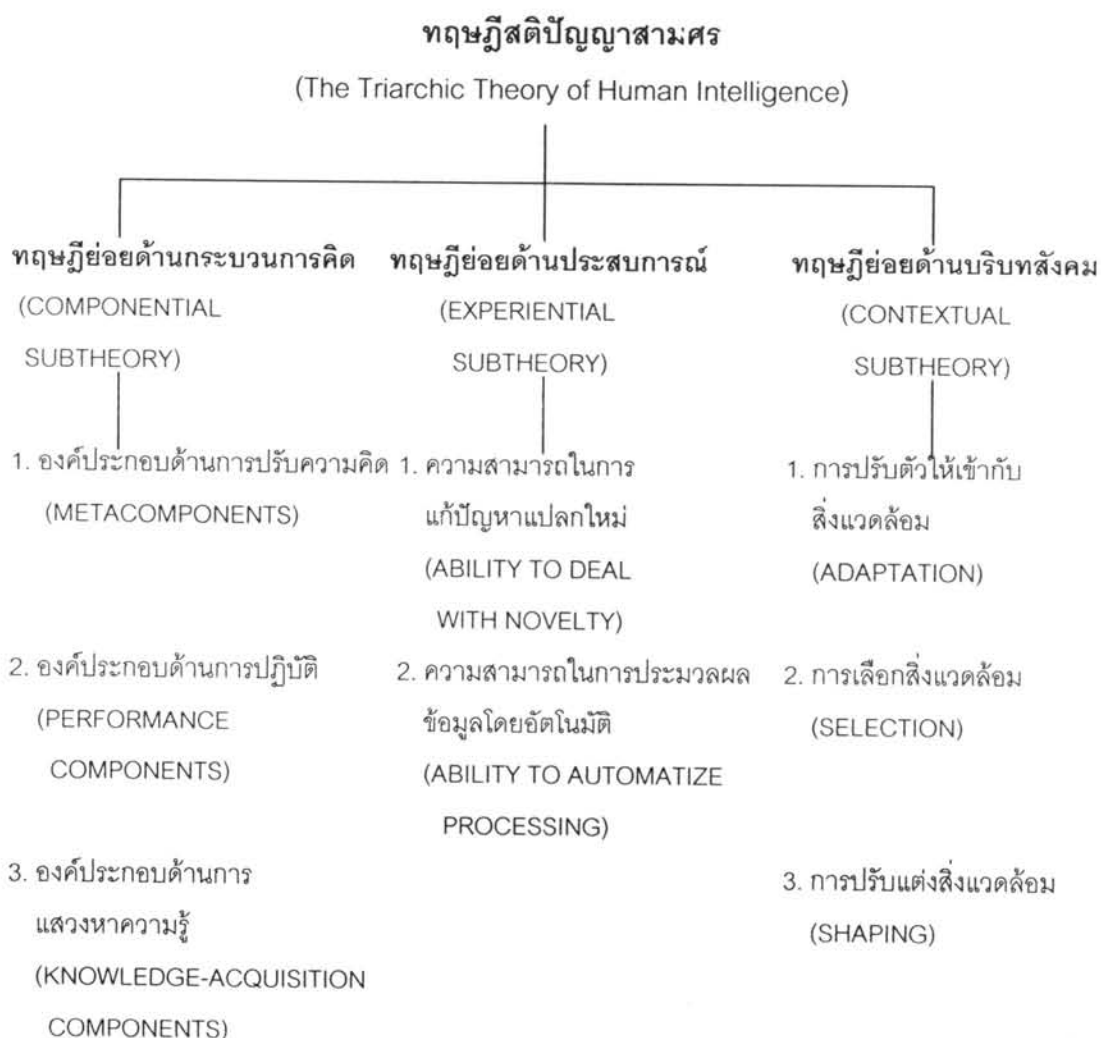 ทฤษฎีสติปัญญาสามศร
(The Triarchic Theory of Human Intelligence)
ทฤษฎีย่อยด้านกระบวนการคิด
(COMPONENTIAL
SUBTHEORY)
1. องค์ประกอบด้านการปรับความคิด
(METACOMPONENTS)
2. องค์ประกอบด้านการปฏิบัติ
(PERFORMANCE
COMPONENTS)
3. องค์ประกอบด้านการ
แสวงหาความรู้
(KNOWLEDGE-ACQUISITION
COMPONENTS)
ทฤษฎีย่อยด้านประสบการณ์
(EXPERIENTIAL
SUBTHEORY)
1. ความสามารถในการ
แก้ปัญหาแปลกใหม่
(ABILITY TO DEAL
WITH NOVELTY)
2. ความสามารถในการประมวลผล
ข้อมูลโดยอัตโนมัติ
(ABILITY TO AUTOMATIZE
PROCESSING)
ทฤษฎีย่อยด้านบริบทสังคม
(CONTEXTUAL
SUBTHEORY)
1. การปรับตัวให้เข้ากับ
สิ่งแวดล้อม
(ADAPTATION)
2. การเลือกสิ่งแวดล้อม
(SELECTION)
3. การปรับแต่งสิ่งแวดล้อม
(SHAPING)